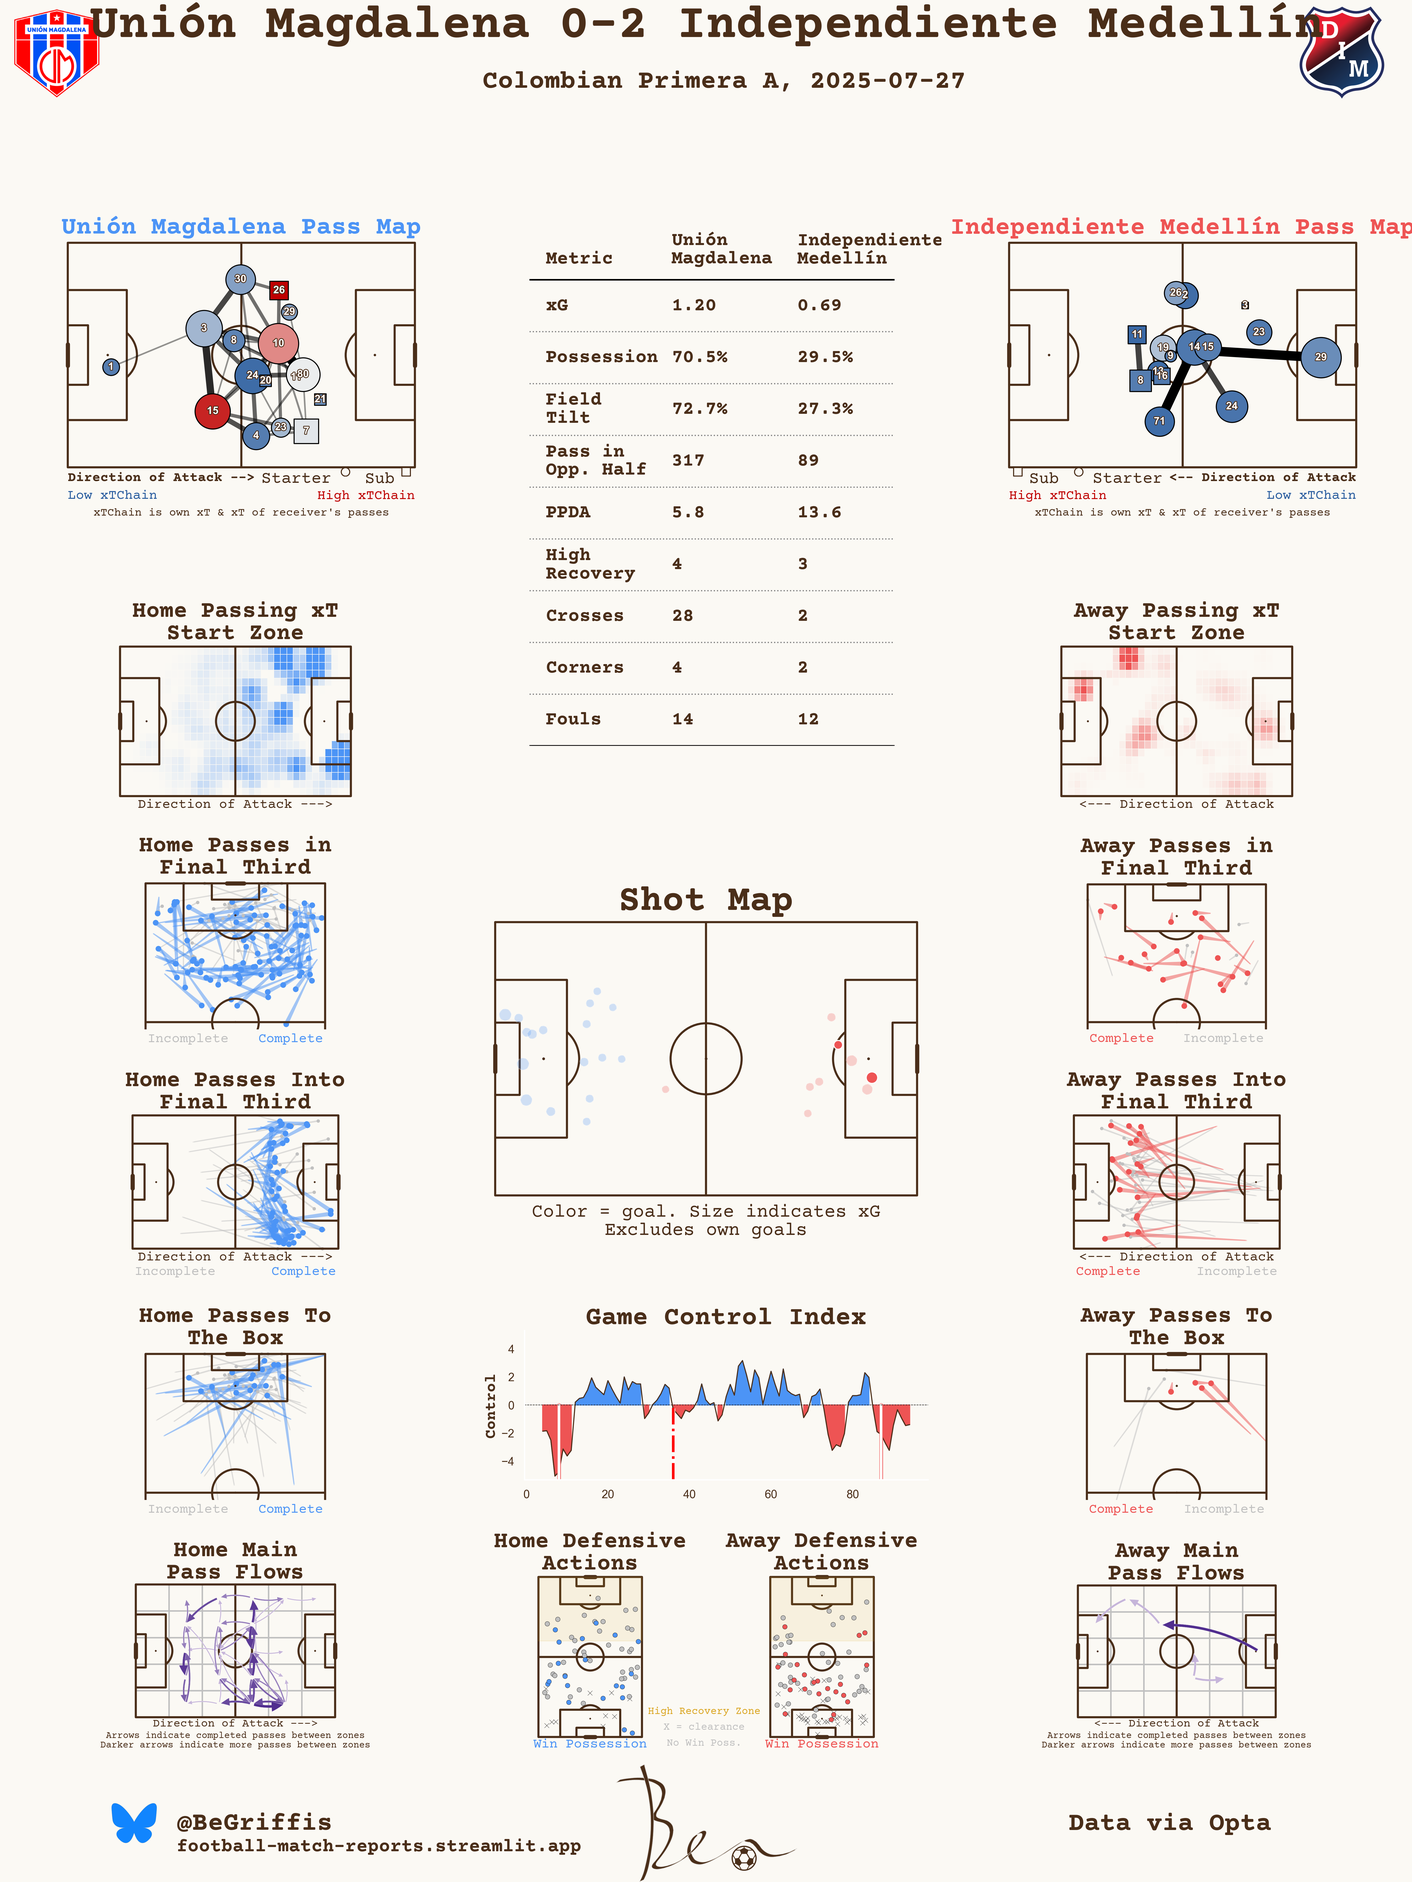 Unión Magdalena 0-2 Independiente Medellín
Colombian Primera A, 2025-07-27
UNIÓN MAGDALENA
D
I
M
Unión Magdalena Pass Map
30
26
29
3
8
10
1
24
20
80
15
21
4
23
7
Direction of Attack --> Starter Sub
Low xTChain High xTChain
xTChain is own xT & xT of receiver's passes
Metric Unión Magdalena Independiente Medellín
xG 1.20 0.69
Possession 70.5% 29.5%
Field Tilt 72.7% 27.3%
Pass in Opp. Half 317 89
PPDA 5.8 13.6
High Recovery 4 3
Crosses 28 2
Corners 4 2
Fouls 14 12
Independiente Medellín Pass Map
26
2
3
11
23
19
14
15
9
29
16
8
24
71
Sub Starter <-- Direction of Attack
High xTChain Low xTChain
xTChain is own xT & xT of receiver's passes
Home Passing xT
Start Zone
Direction of Attack --->
Away Passing xT
Start Zone
<--- Direction of Attack
Home Passes in
Final Third
Incomplete Complete
Shot Map
Color = goal. Size indicates xG
Excludes own goals
Away Passes in
Final Third
Complete Incomplete
Home Passes Into
Final Third
Direction of Attack --->
Incomplete Complete
Away Passes Into
Final Third
<--- Direction of Attack
Complete Incomplete
Home Passes To
The Box
Incomplete Complete
Game Control Index
Control
4
2
0
−2
−4
0 20 40 60 80
Away Passes To
The Box
Complete Incomplete
Home Main
Pass Flows
Direction of Attack --->
Arrows indicate completed passes between zones
Darker arrows indicate more passes between zones
Home Defensive
Actions
Win Possession
High Recovery Zone
X = clearance
No Win Poss.
Away Defensive
Actions
Win Possession
Away Main
Pass Flows
<--- Direction of Attack
Arrows indicate completed passes between zones
Darker arrows indicate more passes between zones
@BeGriffis
football-match-reports.streamlit.app
Ben
Data via Opta